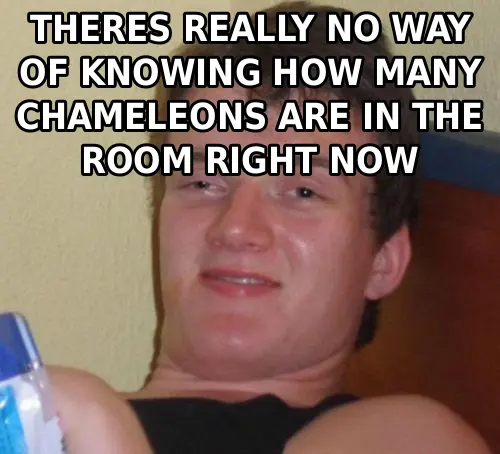 THERES REALLY NO WAY
OF KNOWING HOW MANY
CHAMELEONS ARE IN THE
ROOM RIGHT NOW